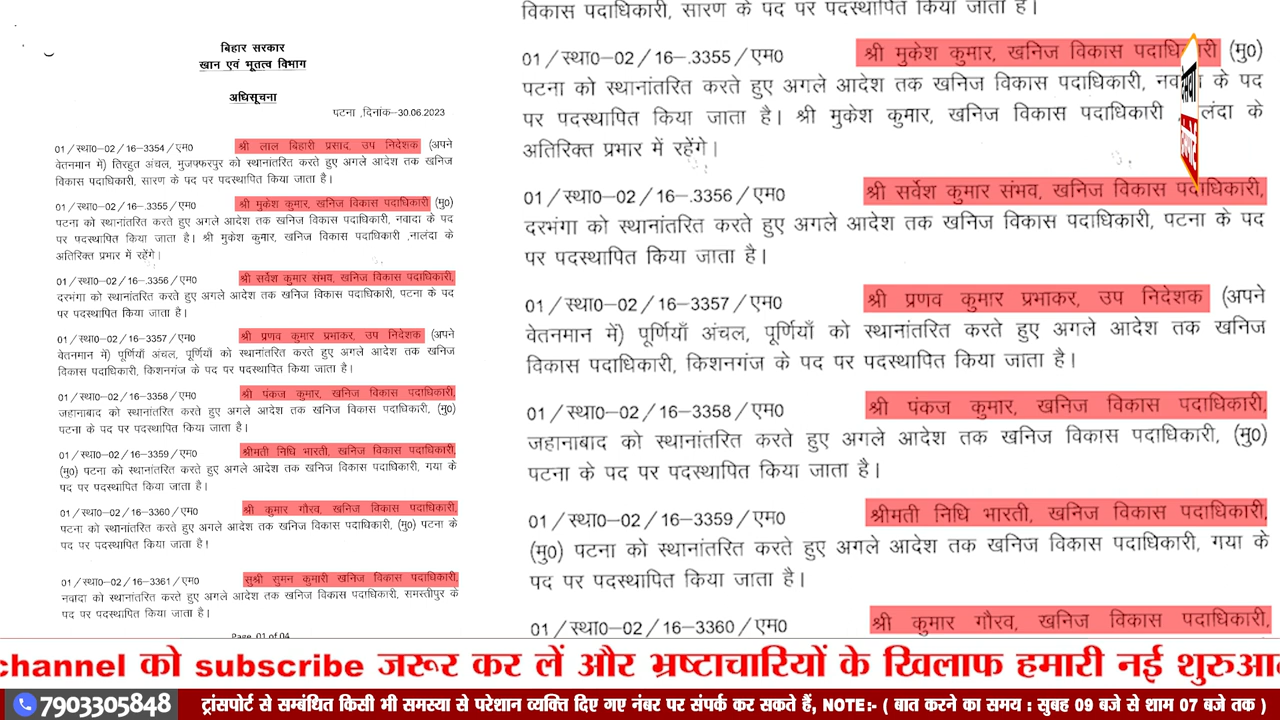 बिहार सरकार
खान एवं भूतत्व विभाग
अधिसूचना
पटना ,दिनांक-30.06.2023
01/स्था0-02/16-3354/एम0 श्री लाल बिहारी प्रसाद, उप निदेशक (अपने
वेतनमान में) तिरहुत अंचल, मुजफ्फरपुर को स्थानांतरित करते हुए अगले आदेश तक खनिज
विकास पदाधिकारी, सारण के पद पर पदस्थापित किया जाता है।
01/स्था0-02/16-.3355/एम0 श्री मुकेश कुमार, खनिज विकास पदाधिकारी (मु0)
पटना को स्थानांतरित करते हुए अगले आदेश तक खनिज विकास पदाधिकारी, नवादा के पद
पर पदस्थापित किया जाता है। श्री मुकेश कुमार, खनिज विकास पदाधिकारी ,नालंदा के
अतिरिक्त प्रभार में रहेंगे।
01/स्था0-02/16-.3356/एम0 श्री सर्वेश कुमार संभव, खनिज विकास पदाधिकारी,
दरभंगा को स्थानांतरित करते हुए अगले आदेश तक खनिज विकास पदाधिकारी, पटना के पद
पर पदस्थापित किया जाता है।
01/स्था0-02/16-3357/एम0 श्री प्रणव कुमार प्रभाकर, उप निदेशक (अपने
वेतनमान में) पूर्णियाँ अंचल, पूर्णियाँ को स्थानांतरित करते हुए अगले आदेश तक खनिज
विकास पदाधिकारी, किशनगंज के पद पर पदस्थापित किया जाता है।
01/स्था0-02/16-3358/एम0 श्री पंकज कुमार, खनिज विकास पदाधिकारी,
जहानाबाद को स्थानांतरित करते हुए अगले आदेश तक खनिज विकास पदाधिकारी, (मु0)
पटना के पद पर पदस्थापित किया जाता है।
01/स्था0-02/16-3359/एम0 श्रीमती निधि भारती, खनिज विकास पदाधिकारी,
(मु0) पटना को स्थानांतरित करते हुए अगले आदेश तक खनिज विकास पदाधिकारी, गया के
पद पर पदस्थापित किया जाता है।
01/स्था0-02/16-3360/एम0 श्री कुमार गौरव, खनिज विकास पदाधिकारी,
पटना को स्थानांतरित करते हुए अगले आदेश तक खनिज विकास पदाधिकारी, (मु0) पटना के
पद पर पदस्थापित किया जाता है।
01/स्था0-02/16-3361/एम0 सुश्री सुमन कुमारी खनिज विकास पदाधिकारी,
नवादा को स्थानांतरित करते हुए अगले आदेश तक खनिज विकास पदाधिकारी, समस्तीपुर के
पद पर पदस्थापित किया जाता है।
Page 01 of 04
विकास पदाधिकारी, सारण के पद पर पदस्थापित किया जाता है।
01/स्था0-02/16-.3355/एम0 श्री मुकेश कुमार, खनिज विकास पदाधिकारी (मु0)
पटना को स्थानांतरित करते हुए अगले आदेश तक खनिज विकास पदाधिकारी, के पद
पर पदस्थापित किया जाता है। श्री मुकेश कुमार, खनिज विकास पदाधिकारी के
अतिरिक्त प्रभार में रहेंगे।
01/स्था0-02/16-.3356/एम0 श्री सर्वेश कुमार संभव, खनिज विकास पदाधिकारी,
दरभंगा को स्थानांतरित करते हुए अगले आदेश तक खनिज विकास पदाधिकारी, पटना के पद
पर पदस्थापित किया जाता है।
01/स्था0-02/16-3357/एम0 श्री प्रणव कुमार प्रभाकर, उप निदेशक (अपने
वेतनमान में) पूर्णियाँ अंचल, पूर्णियाँ को स्थानांतरित करते हुए अगले आदेश तक खनिज
विकास पदाधिकारी, किशनगंज के पद पर पदस्थापित किया जाता है।
01/स्था0-02/16-3358/एम0 श्री पंकज कुमार, खनिज विकास पदाधिकारी,
जहानाबाद को स्थानांतरित करते हुए अगले आदेश तक खनिज विकास पदाधिकारी, (मु0)
पटना के पद पर पदस्थापित किया जाता है।
01/स्था0-02/16-3359/एम0 श्रीमती निधि भारती, खनिज विकास पदाधिकारी,
(मु0) पटना को स्थानांतरित करते हुए अगले आदेश तक खनिज विकास पदाधिकारी, गया के
पद पर पदस्थापित किया जाता है।
01/स्था0-02/16-3360/एम0 श्री कुमार गौरव, खनिज विकास पदाधिकारी,
channel को subscribe जरूर कर लें और भ्रष्टाचारियों के खिलाफ हमारी नई शुरुआत
7903305848 ट्रांसपोर्ट से सम्बंधित किसी भी समस्या से परेशान व्यक्ति दिए गए नंबर पर संपर्क कर सकते हैं, NOTE:- ( बात करने का समय : सुबह 09 बजे से शाम 07 बजे तक )